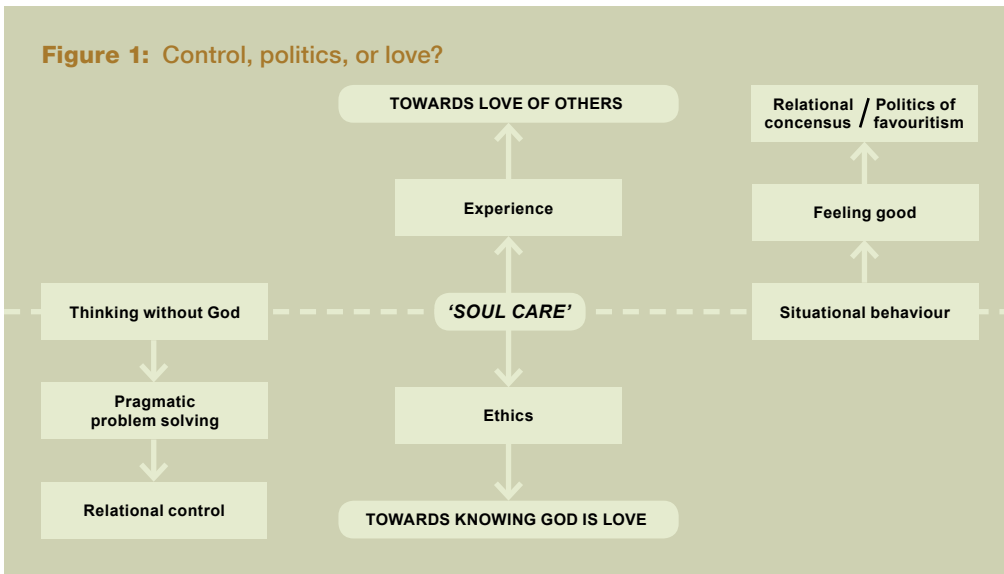 Figure 1: Control, politics, or love?
TOWARDS LOVE OF OTHERS
Relational / Politics of
concensus / favouritism
Experience
Feeling good
Thinking without God
'SOUL CARE'
Situational behaviour
Pragmatic
problem solving
Ethics
Relational control
TOWARDS KNOWING GOD IS LOVE